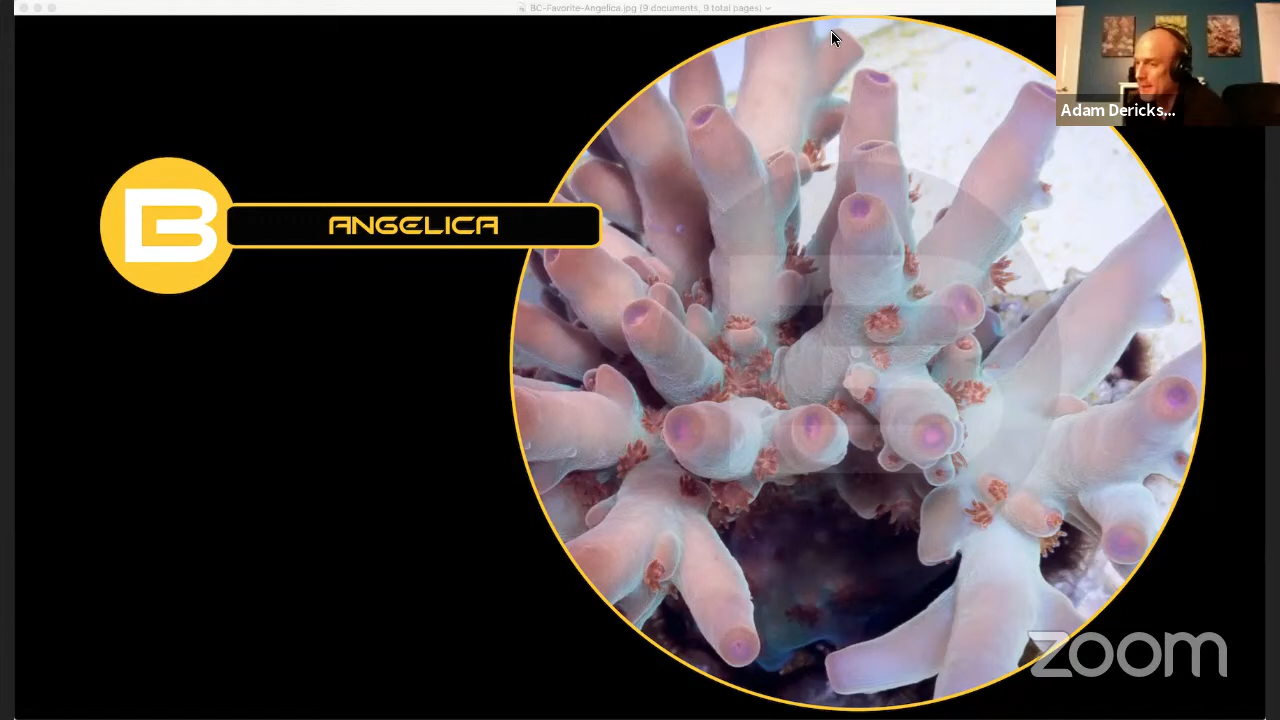 BC-Favorite-Angelica.jpg (9 documents, 9 total pages)
Adam Dericks...
B
ANGELICA
zoom